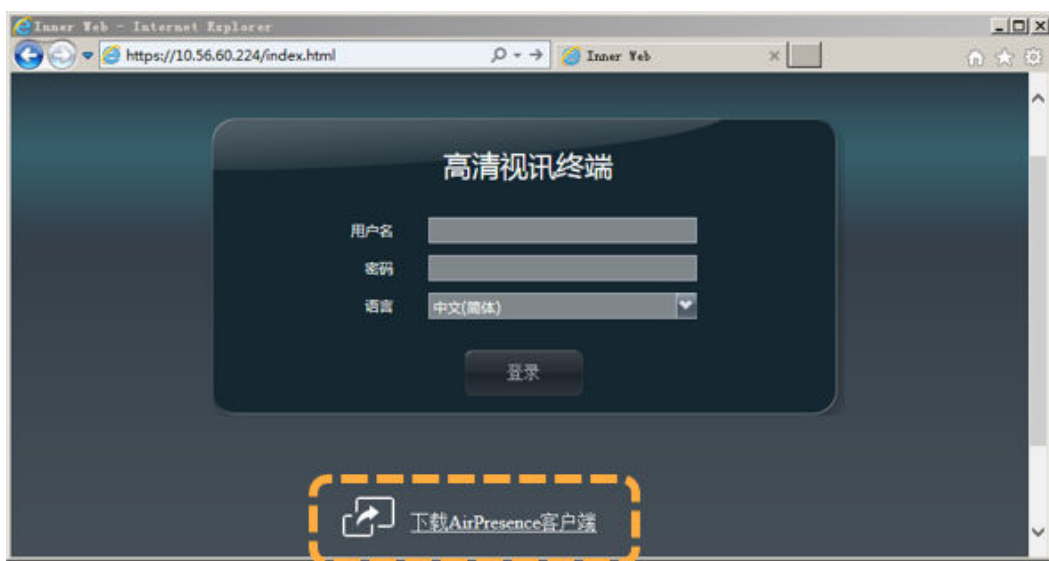 Inner Web - Internet Explorer
https://10.56.60.224/index.html
Inner Web
高清视讯终端
用户名
密码
语言
中文(简体)
登录
下载AirPresence客户端